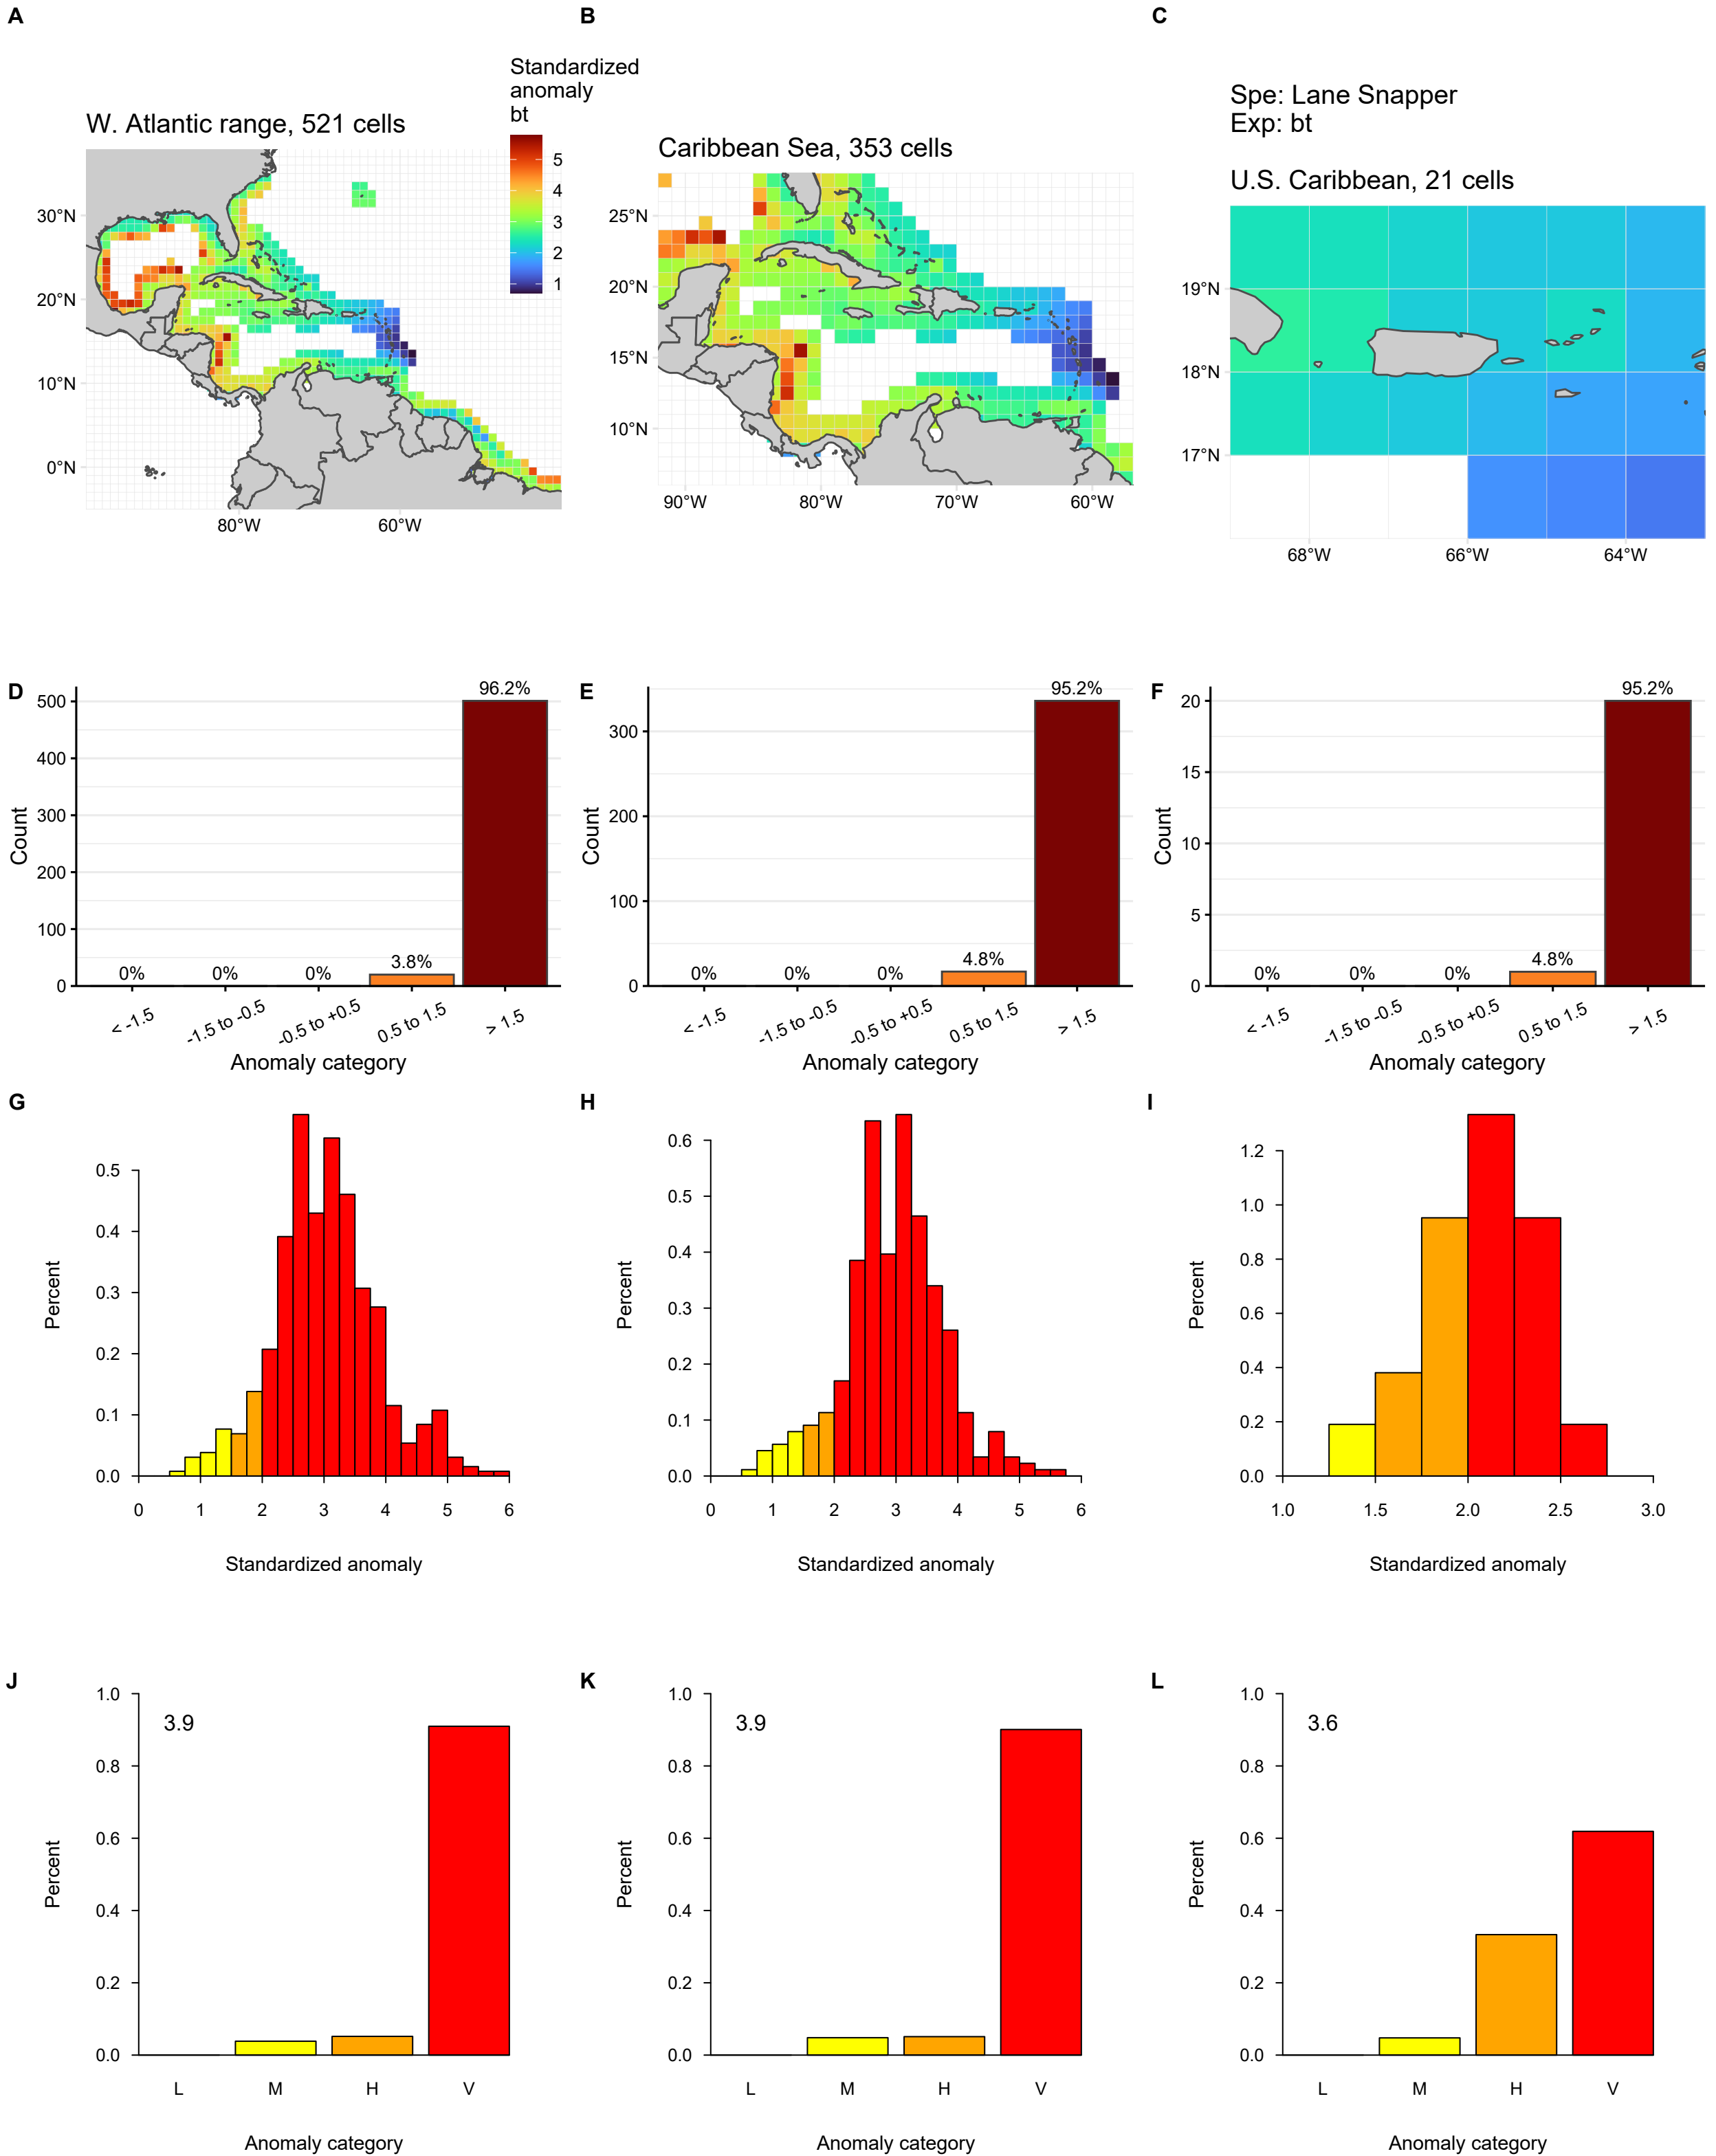 A
B
C
Standardized
anomaly
bt
5
4
3
2
1
W. Atlantic range, 521 cells
30°N
20°N
10°N
0°N
80°W
60°W
Caribbean Sea, 353 cells
25°N
20°N
15°N
10°N
90°W
80°W
70°W
60°W
Spe: Lane Snapper
Exp: bt
U.S. Caribbean, 21 cells
19°N
18°N
17°N
68°W
66°W
64°W
D
500
400
300
200
100
0
Count
0%
0%
0%
3.8%
96.2%
< -1.5
-1.5 to -0.5
-0.5 to +0.5
0.5 to 1.5
> 1.5
Anomaly category
E
300
200
100
0
Count
0%
0%
0%
4.8%
95.2%
< -1.5
-1.5 to -0.5
-0.5 to +0.5
0.5 to 1.5
> 1.5
Anomaly category
F
20
15
10
5
0
Count
0%
0%
0%
4.8%
95.2%
< -1.5
-1.5 to -0.5
-0.5 to +0.5
0.5 to 1.5
> 1.5
Anomaly category
G
0.5
0.4
0.3
0.2
0.1
0.0
Percent
0 1 2 3 4 5 6
Standardized anomaly
H
0.6
0.5
0.4
0.3
0.2
0.1
0.0
Percent
0 1 2 3 4 5 6
Standardized anomaly
I
1.2
1.0
0.8
0.6
0.4
0.2
0.0
Percent
1.0 1.5 2.0 2.5 3.0
Standardized anomaly
J
3.9
1.0
0.8
0.6
0.4
0.2
0.0
Percent
L M H V
Anomaly category
K
3.9
1.0
0.8
0.6
0.4
0.2
0.0
Percent
L M H V
Anomaly category
L
3.6
1.0
0.8
0.6
0.4
0.2
0.0
Percent
L M H V
Anomaly category